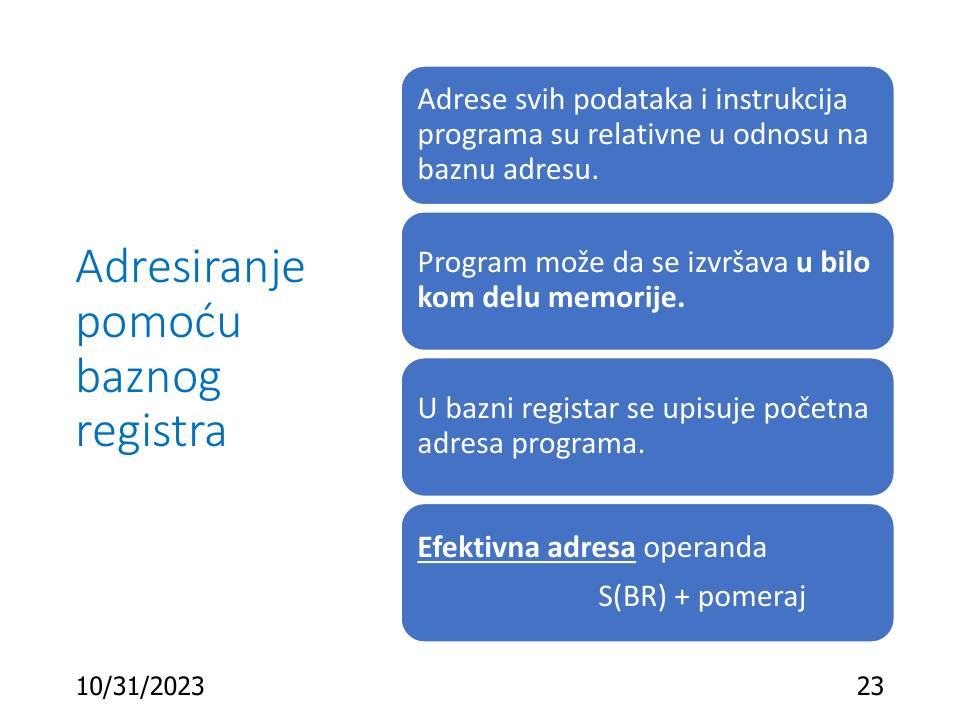 Adresiranje
pomoću
baznog
registra
Adrese svih podataka i instrukcija
programa su relativne u odnosu na
baznu adresu.
Program može da se izvršava u bilo
kom delu memorije.
U bazni registar se upisuje početna
adresa programa.
Efektivna adresa operanda
S(BR) + pomeraj
10/31/2023
23